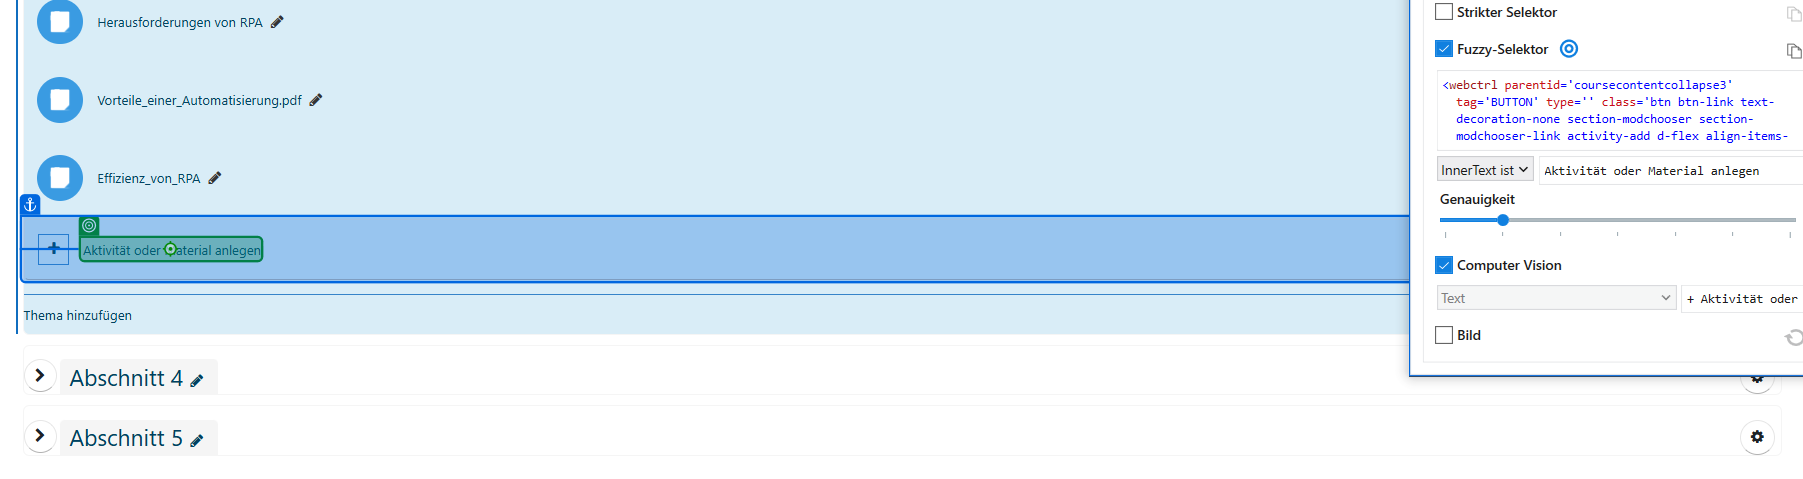 Herausforderungen von RPA
Vorteile_einer_Automatisierung.pdf
Effizienz_von_RPA
+ Aktivität oder Material anlegen
Thema hinzufügen
Abschnitt 4
Abschnitt 5
Strikter Selektor
Fuzzy-Selektor
<webctrl parentid='coursecontentcollapse3'
tag='BUTTON' type='' class='btn btn-link text-
decoration-none section-modchooser section-
modchooser-link activity-add d-flex align-items-
InnerText ist Aktivität oder Material anlegen
Genauigkeit
Computer Vision
Text + Aktivität oder
Bild